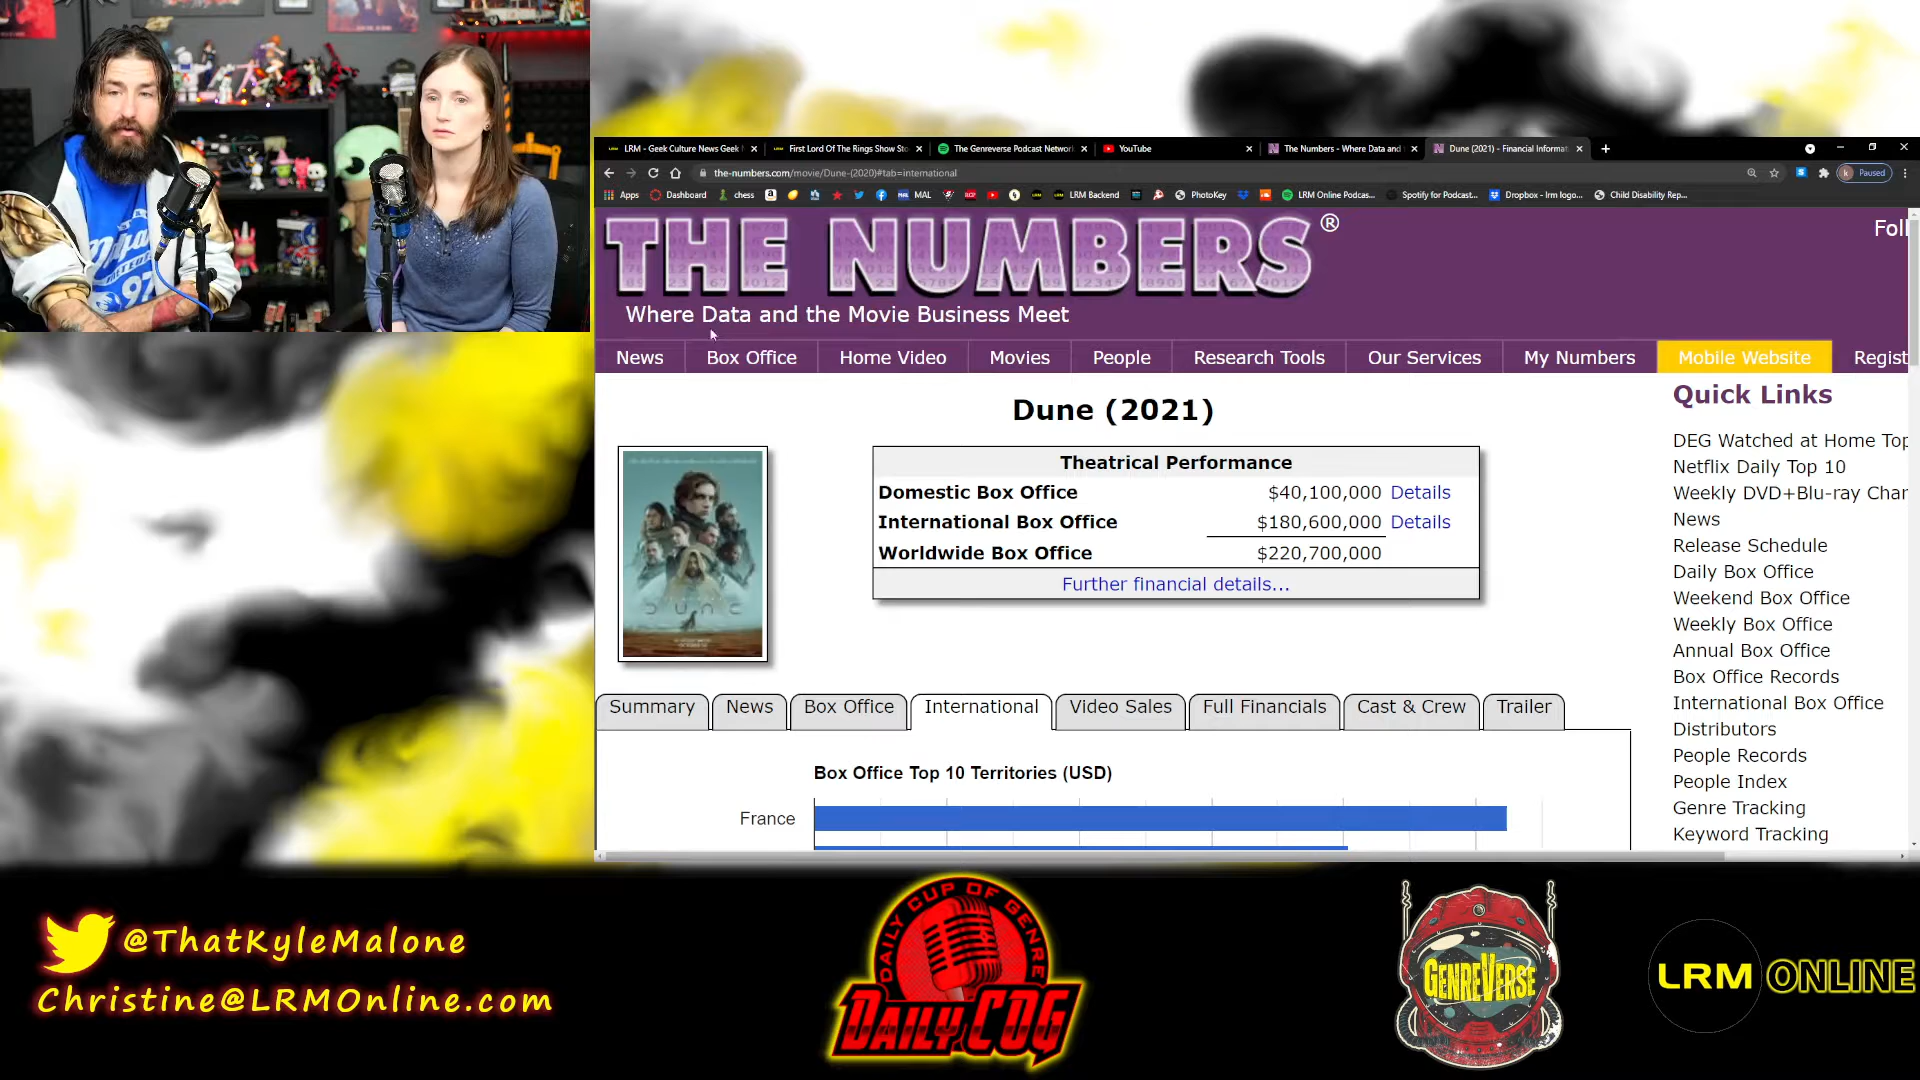 97
LRM - Geek Culture News Geek
First Lord Of The Rings Show Sto
The Genreverse Podcast Network
YouTube
The Numbers - Where Data and
Dune (2021) - Financial Informat
the-numbers.com/movie/Dune-(2020)#tab=international
Paused
Apps
Dashboard
chess
MAL
LRM Backend
PhotoKey
LRM Online Podcas...
Spotify for Podcast...
Dropbox - lrm logo...
Child Disability Rep...
THE NUMBERS®
Foll
Where Data and the Movie Business Meet
News Box Office Home Video Movies People Research Tools Our Services My Numbers Mobile Website Regist
Dune (2021)
DUNE
Theatrical Performance
Domestic Box Office $40,100,000 Details
International Box Office $180,600,000 Details
Worldwide Box Office $220,700,000
Further financial details...
Summary News Box Office International Video Sales Full Financials Cast & Crew Trailer
Box Office Top 10 Territories (USD)
France
Quick Links
DEG Watched at Home Top
Netflix Daily Top 10
Weekly DVD+Blu-ray Char
News
Release Schedule
Daily Box Office
Weekend Box Office
Weekly Box Office
Annual Box Office
Box Office Records
International Box Office
Distributors
People Records
People Index
Genre Tracking
Keyword Tracking
@ThatKyleMalone
Christine@LRMOnline.com
DAILY CUP OF GENRE
DAILY COG
GENREVERSE
LRM ONLINE